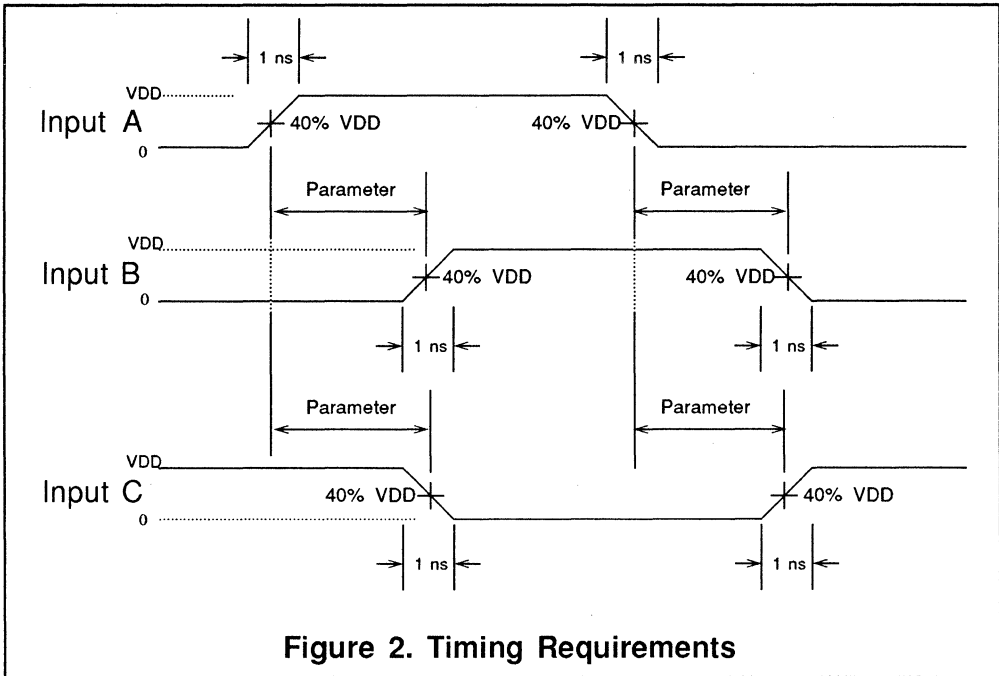 1 ns 1 ns
VDD
Input A 40% VDD 40% VDD
0
Parameter Parameter
VDD
Input B 40% VDD 40% VDD
0
1 ns 1 ns
Parameter Parameter
VDD
Input C 40% VDD 40% VDD
0
1 ns 1 ns
Figure 2. Timing Requirements